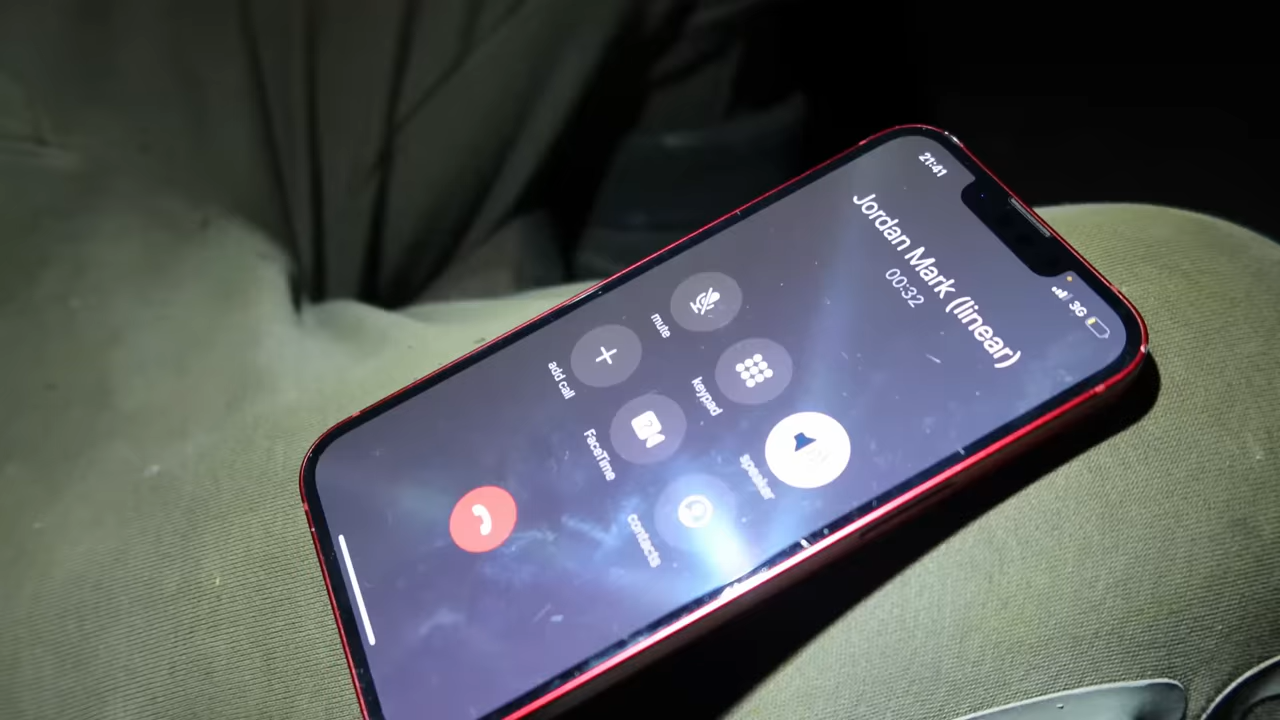 21:41
3G
Jordan Mark (linear)
00:32
mute
keypad
speaker
add call
FaceTime
contacts